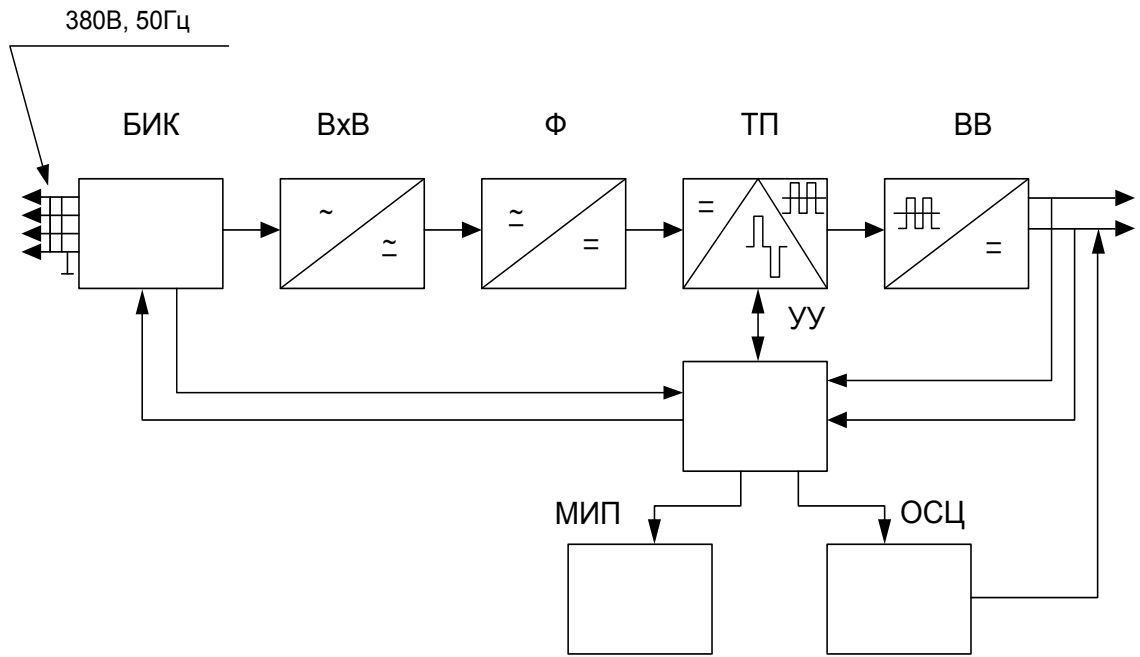 380В, 50Гц
БИК ВхВ Ф ТП ВВ
~ ≃ ≃ = = =
УУ
МИП ОСЦ